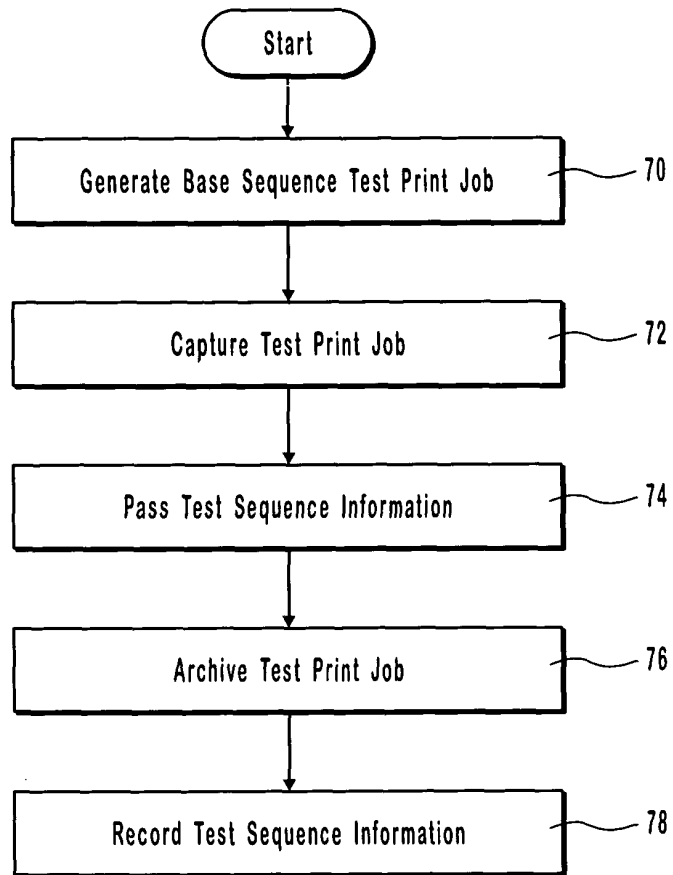 Start
Generate Base Sequence Test Print Job
70
Capture Test Print Job
72
Pass Test Sequence Information
74
Archive Test Print Job
76
Record Test Sequence Information
78